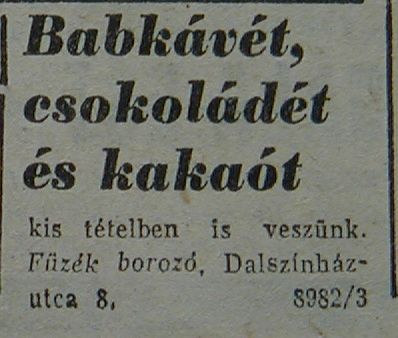 Babkávét,
csokoládét
és kakaót
kis tételben is veszünk.
Füzék borozó, Dalszínház-
utca 8. 8982/3